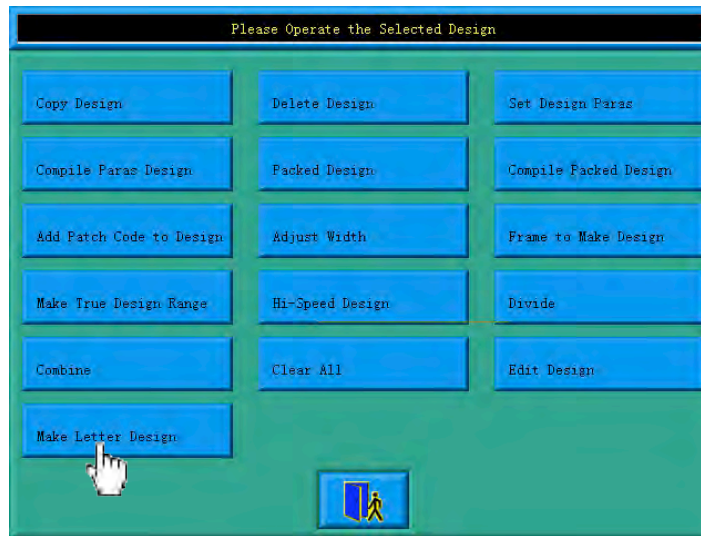 Please Operate the Selected Design
Copy Design
Delete Design
Set Design Paras
Compile Paras Design
Packed Design
Compile Packed Design
Add Patch Code to Design
Adjust Width
Frame to Make Design
Make True Design Range
Hi-Speed Design
Divide
Combine
Clear All
Edit Design
Make Letter Design